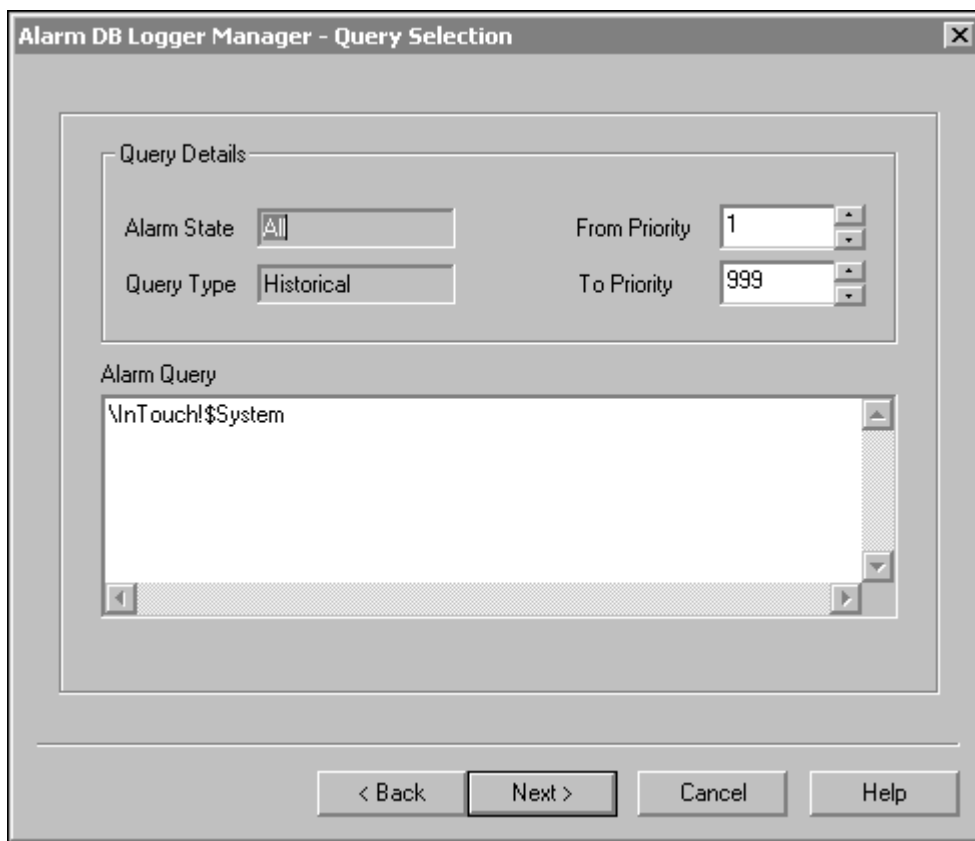 Alarm DB Logger Manager - Query Selection
Query Details
Alarm State All From Priority 1
Query Type Historical To Priority 999
Alarm Query
\InTouch!$System
< Back Next > Cancel Help